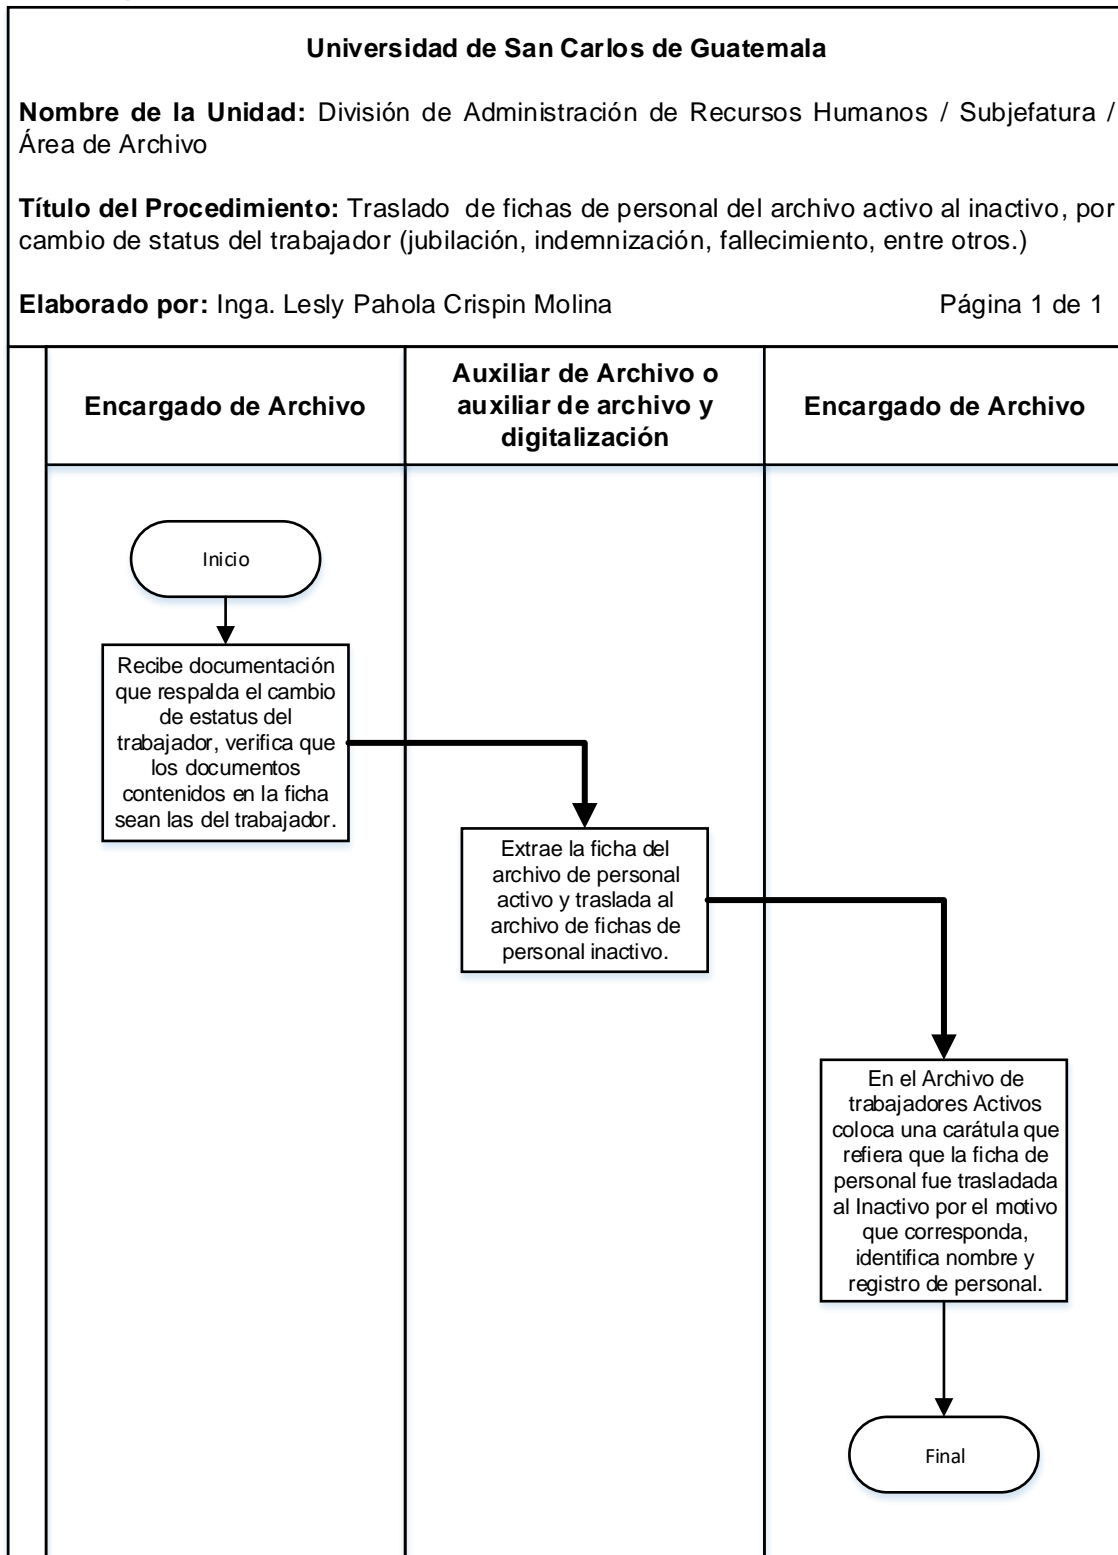 Universidad de San Carlos de Guatemala
Nombre de la Unidad: División de Administración de Recursos Humanos / Subjefatura /
Área de Archivo
Título del Procedimiento: Traslado de fichas de personal del archivo activo al inactivo, por
cambio de status del trabajador (jubilación, indemnización, fallecimiento, entre otros.)
Elaborado por: Inga. Lesly Pahola Crispin Molina Página 1 de 1
Encargado de Archivo
Auxiliar de Archivo o
auxiliar de archivo y
digitalización
Encargado de Archivo
Inicio
Recibe documentación
que respalda el cambio
de estatus del
trabajador, verifica que
los documentos
contenidos en la ficha
sean las del trabajador.
Extrae la ficha del
archivo de personal
activo y traslada al
archivo de fichas de
personal inactivo.
En el Archivo de
trabajadores Activos
coloca una carátula que
refiera que la ficha de
personal fue trasladada
al Inactivo por el motivo
que corresponda,
identifica nombre y
registro de personal.
Final